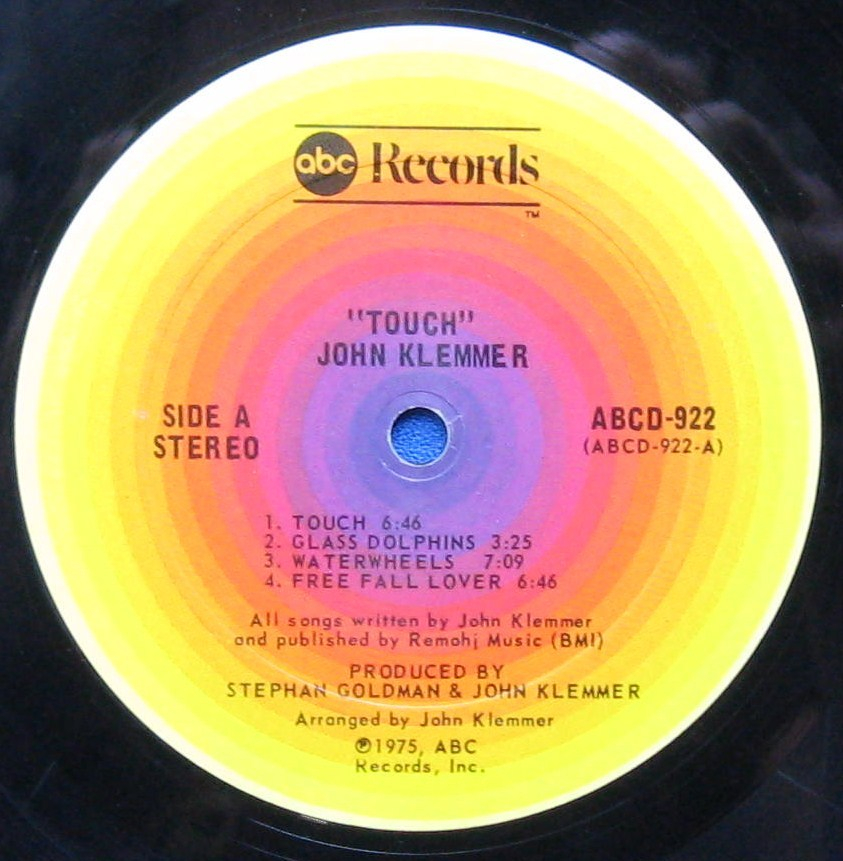 abc Records
TM
"TOUCH"
JOHN KLEMMER
SIDE A
STEREO
ABCD-922
(ABCD-922-A)
1. TOUCH 6:46
2. GLASS DOLPHINS 3:25
3. WATERWHEELS 7:09
4. FREE FALL LOVER 6:46
All songs written by John Klemmer
and published by Remohj Music (BMI)
PRODUCED BY
STEPHAN GOLDMAN & JOHN KLEMMER
Arranged by John Klemmer
℗1975, ABC
Records, Inc.